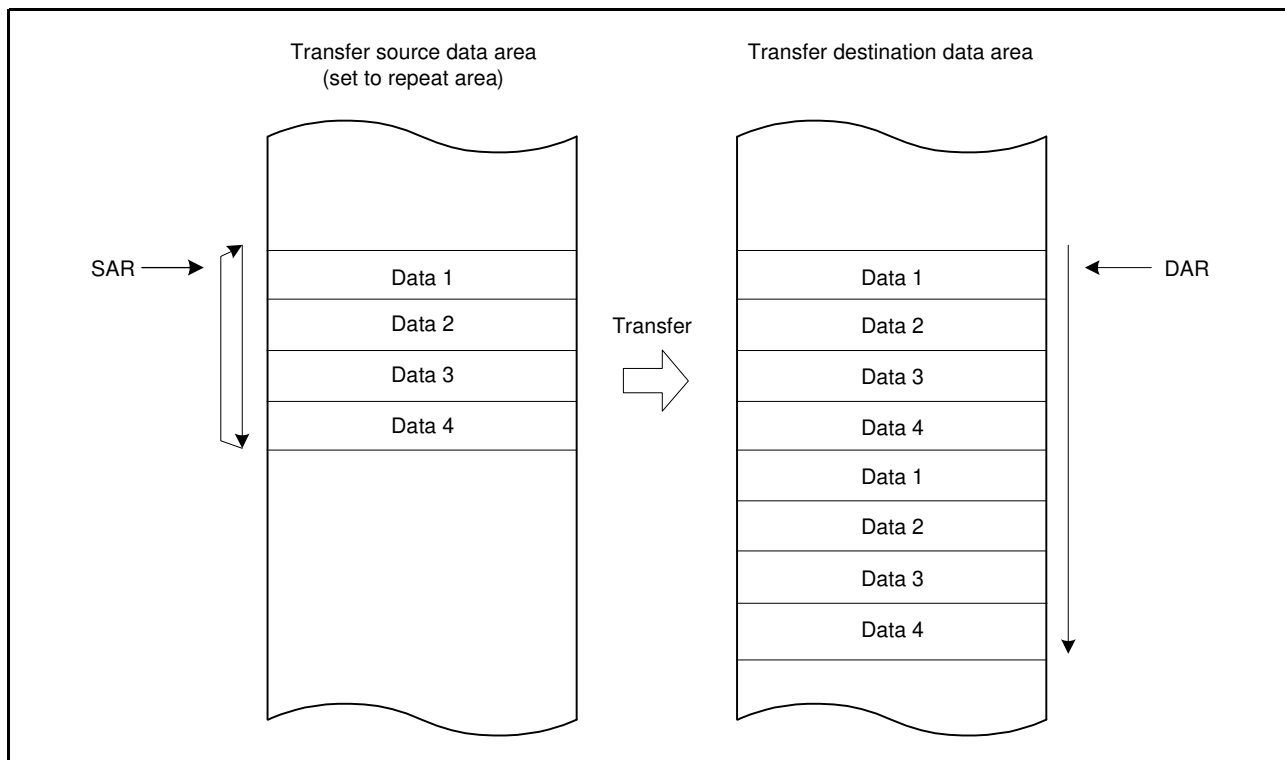 Transfer source data area
(set to repeat area)
Transfer destination data area
SAR
Data 1
Data 2
Data 3
Data 4
Transfer
DAR
Data 1
Data 2
Data 3
Data 4
Data 1
Data 2
Data 3
Data 4